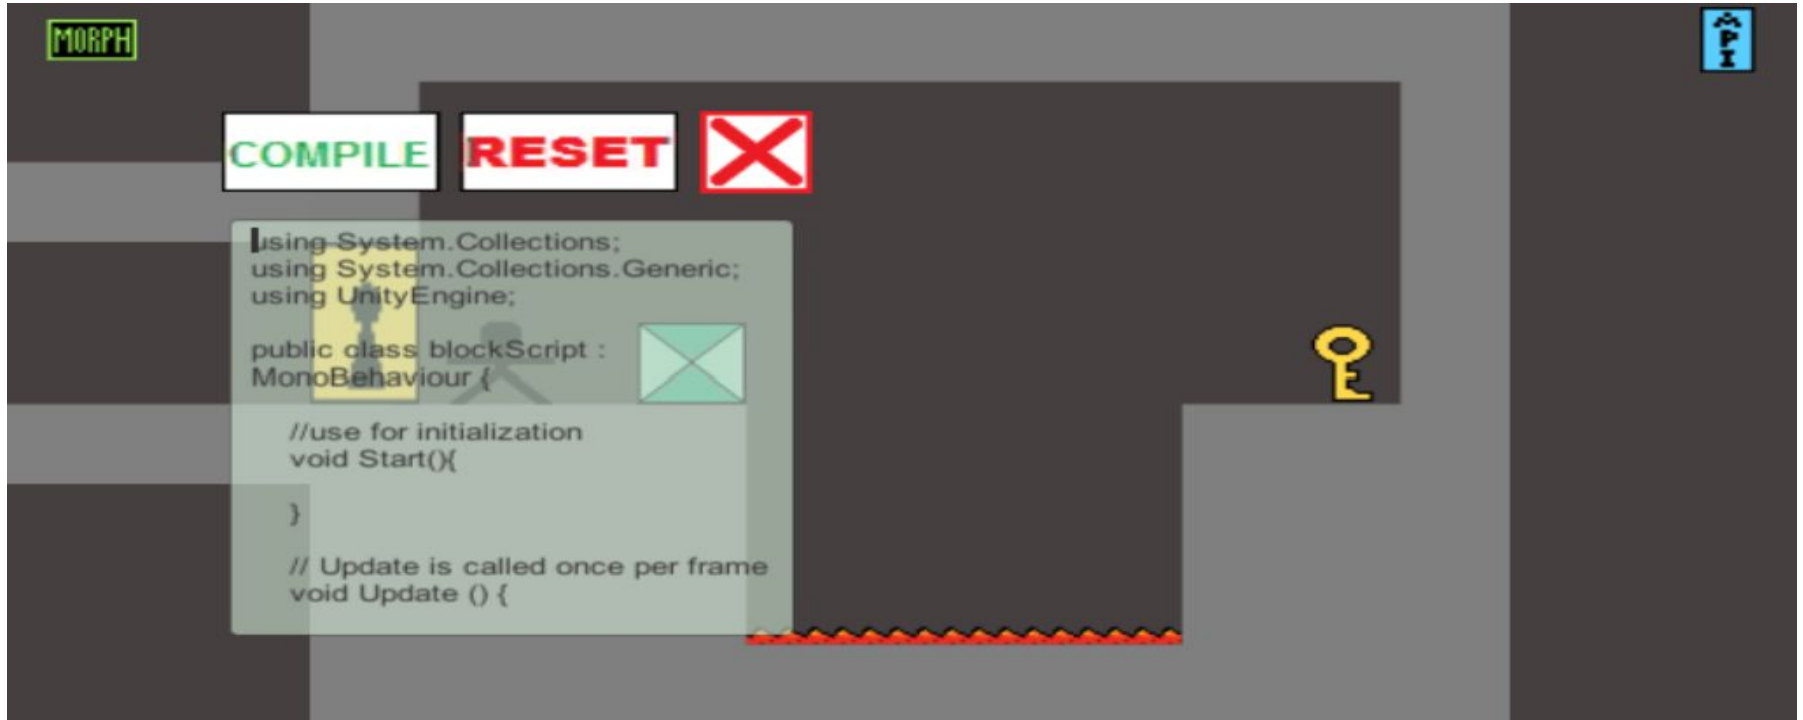 MORPH
^PI
COMPILE RESET X
using System.Collections;
using System.Collections.Generic;
using UnityEngine;
public class blockScript :
MonoBehaviour {
//use for initialization
void Start(){
}
// Update is called once per frame
void Update () {